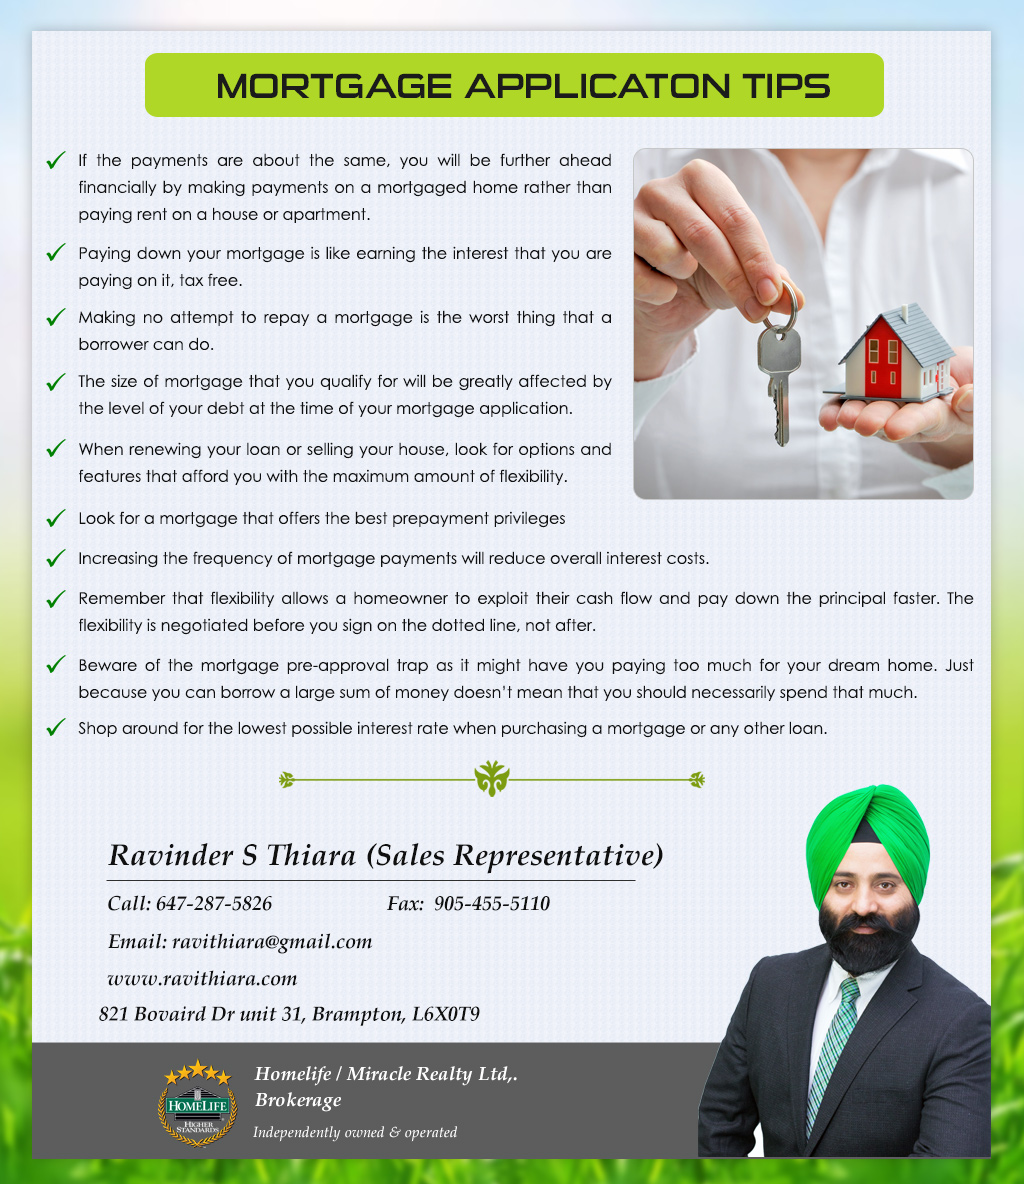 MORTGAGE APPLICATON TIPS
If the payments are about the same, you will be further ahead
financially by making payments on a mortgaged home rather than
paying rent on a house or apartment.
Paying down your mortgage is like earning the interest that you are
paying on it, tax free.
Making no attempt to repay a mortgage is the worst thing that a
borrower can do.
The size of mortgage that you qualify for will be greatly affected by
the level of your debt at the time of your mortgage application.
When renewing your loan or selling your house, look for options and
features that afford you with the maximum amount of flexibility.
Look for a mortgage that offers the best prepayment privileges
Increasing the frequency of mortgage payments will reduce overall interest costs.
Remember that flexibility allows a homeowner to exploit their cash flow and pay down the principal faster. The
flexibility is negotiated before you sign on the dotted line, not after.
Beware of the mortgage pre-approval trap as it might have you paying too much for your dream home. Just
because you can borrow a large sum of money doesn't mean that you should necessarily spend that much.
Shop around for the lowest possible interest rate when purchasing a mortgage or any other loan.
Ravinder S Thiara (Sales Representative)
Call: 647-287-5826 Fax: 905-455-5110
Email: ravithiara@gmail.com
www.ravithiara.com
821 Bovaird Dr unit 31, Brampton, L6X0T9
Homelife / Miracle Realty Ltd,.
Brokerage
Independently owned & operated
HOMELIFE
HIGHER
STANDARDS